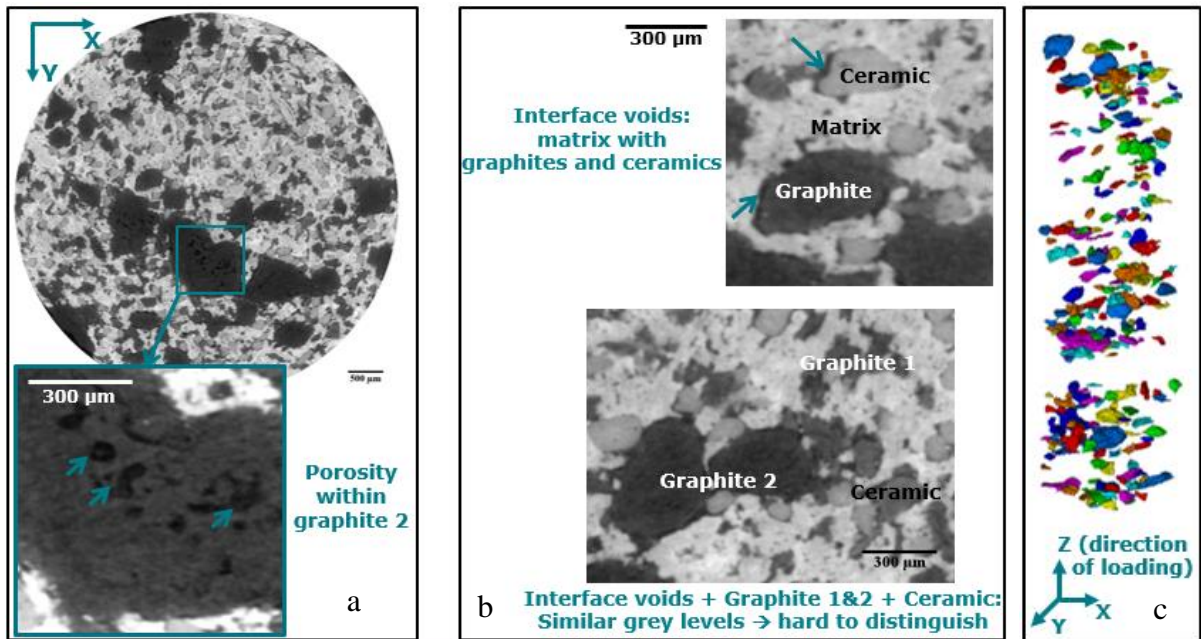 X
Y
500 µm
300 µm
Porosity
within
graphite 2
a
300 µm
Interface voids:
matrix with
graphites and ceramics
Ceramic
Matrix
Graphite
Graphite 1
Graphite 2
Ceramic
300 µm
b
Interface voids + Graphite 1&2 + Ceramic:
Similar grey levels → hard to distinguish
Z (direction
of loading)
X
Y
c